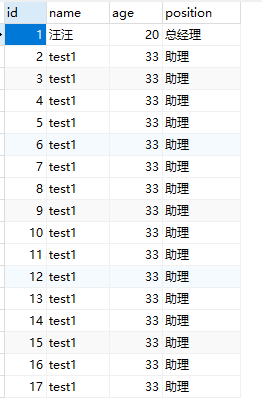 id name age position
1 汪汪 20 总经理
2 test1 33 助理
3 test1 33 助理
4 test1 33 助理
5 test1 33 助理
6 test1 33 助理
7 test1 33 助理
8 test1 33 助理
9 test1 33 助理
10 test1 33 助理
11 test1 33 助理
12 test1 33 助理
13 test1 33 助理
14 test1 33 助理
15 test1 33 助理
16 test1 33 助理
17 test1 33 助理